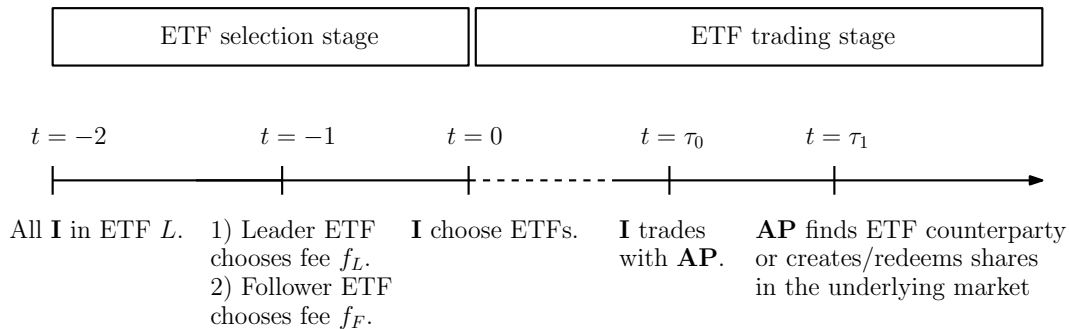 ETF selection stage
ETF trading stage
t = −2
t = −1
t = 0
t = τ₀
t = τ₁
All I in ETF L.
1) Leader ETF
chooses fee f_L.
2) Follower ETF
chooses fee f_F.
I choose ETFs.
I trades
with AP.
AP finds ETF counterparty
or creates/redeems shares
in the underlying market